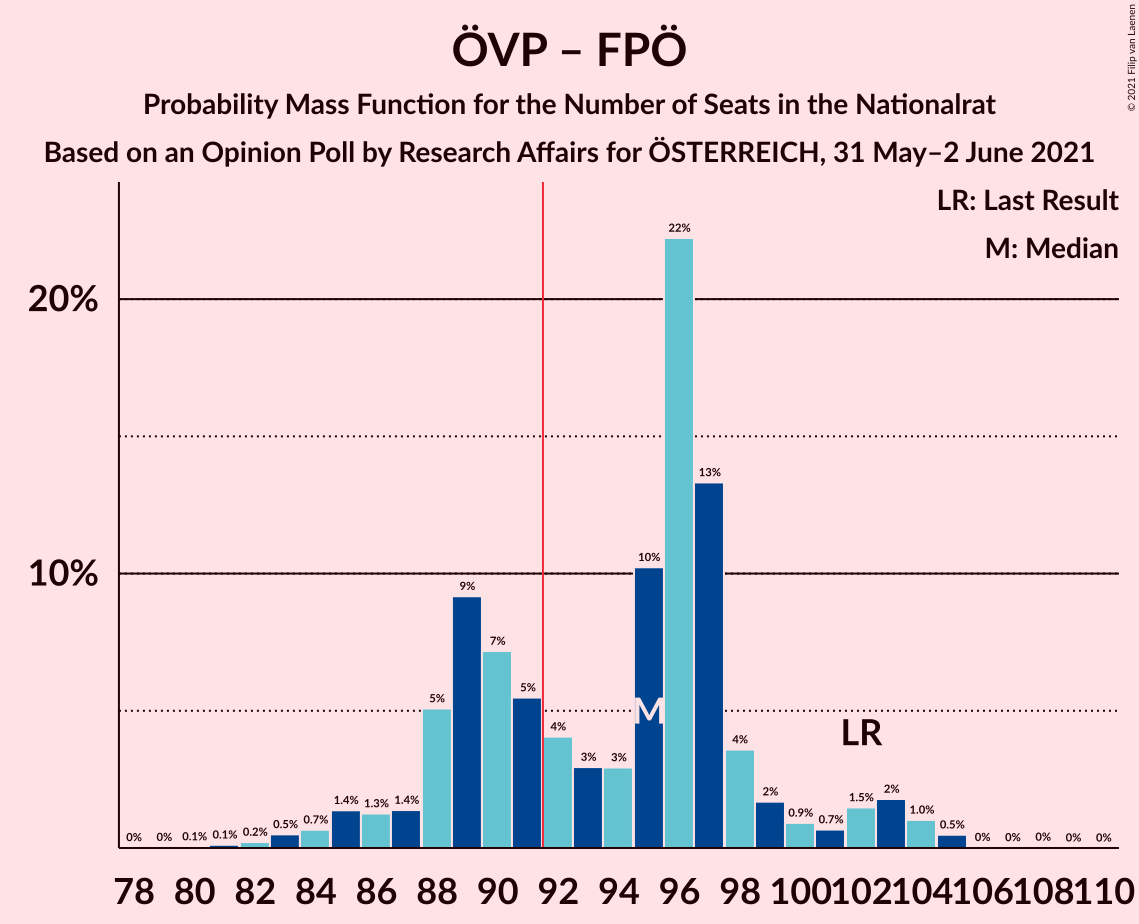 ÖVP – FPÖ
Probability Mass Function for the Number of Seats in the Nationalrat
Based on an Opinion Poll by Research Affairs for ÖSTERREICH, 31 May–2 June 2021
© 2021 Filip van Laenen
LR: Last Result
M: Median
20%
10%
0% 0% 0.1% 0.1% 0.2% 0.5% 0.7% 1.4% 1.3% 1.4% 5% 9% 7% 5% 4% 3% 3% 10% 22% 13% 4% 2% 0.9% 0.7% 1.5% 2% 1.0% 0.5% 0% 0% 0% 0% 0%
M
LR
78 80 82 84 86 88 90 92 94 96 98 100 102 104 106 108 110